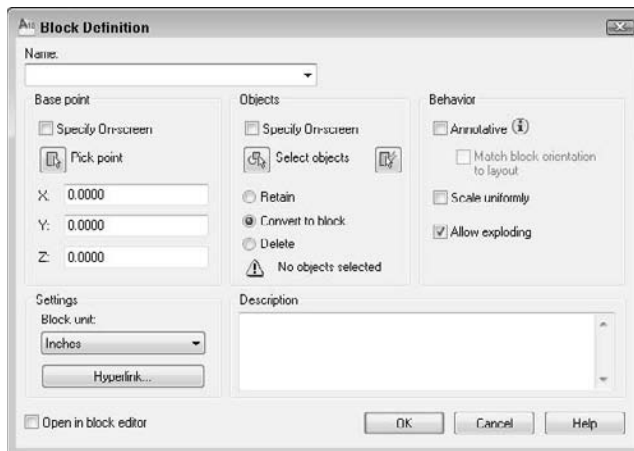 Block Definition
Name:
Base point
Specify On-screen
Pick point
X: 0.0000
Y: 0.0000
Z: 0.0000
Objects
Specify On-screen
Select objects
Retain
Convert to block
Delete
No objects selected
Behavior
Annotative
Match block orientation
to layout
Scale uniformly
Allow exploding
Settings
Block unit:
Inches
Hyperlink...
Description
Open in block editor
OK
Cancel
Help